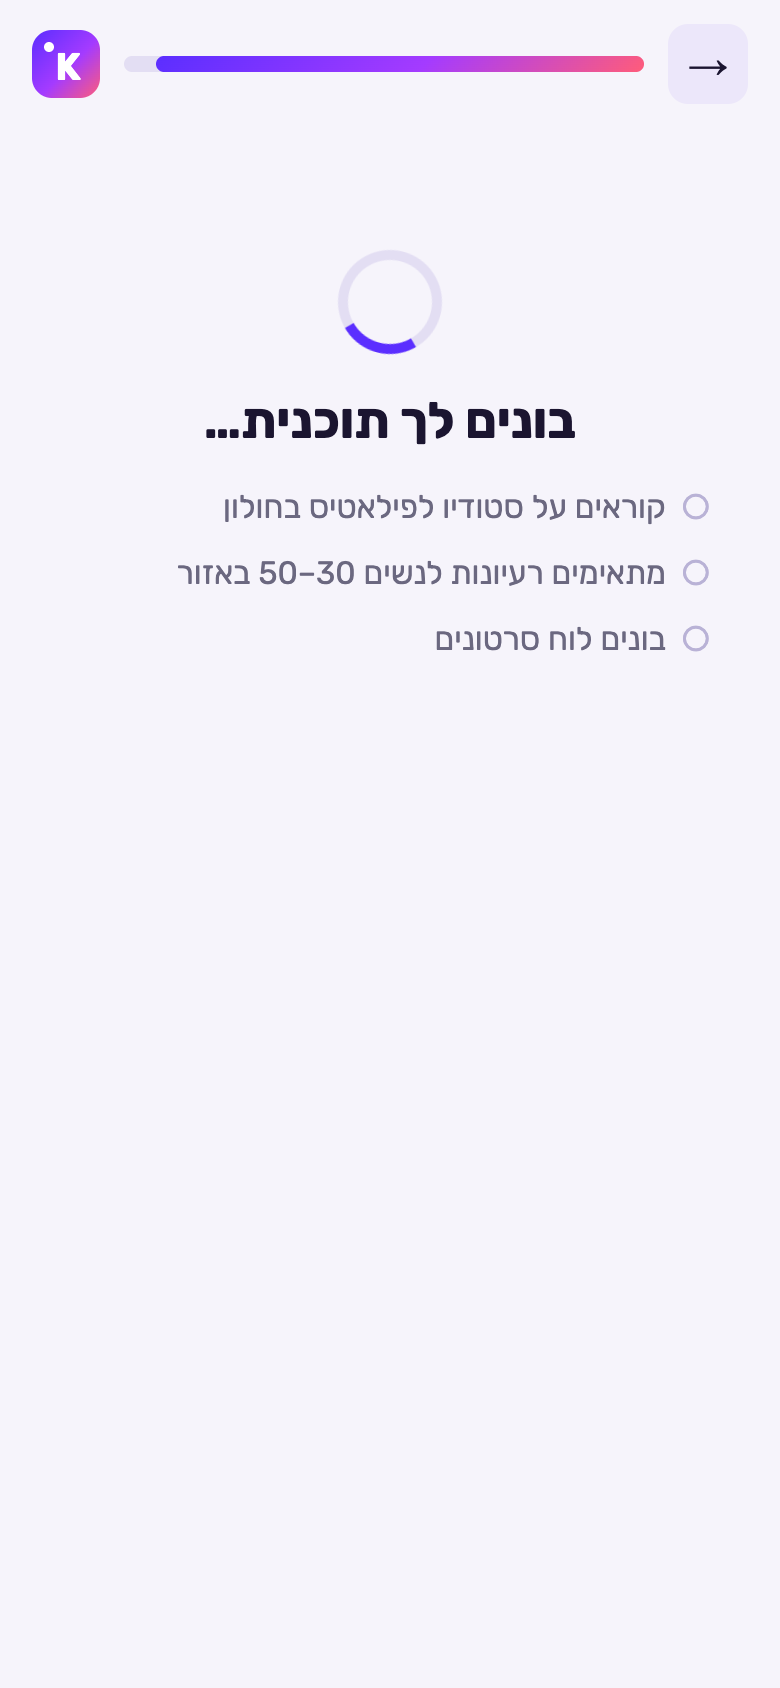 K
→
בונים לך תוכנית...
קוראים על סטודיו לפילאטיס בחולון
מתאימים רעיונות לנשים 30–50 באזור
בונים לוח סרטונים